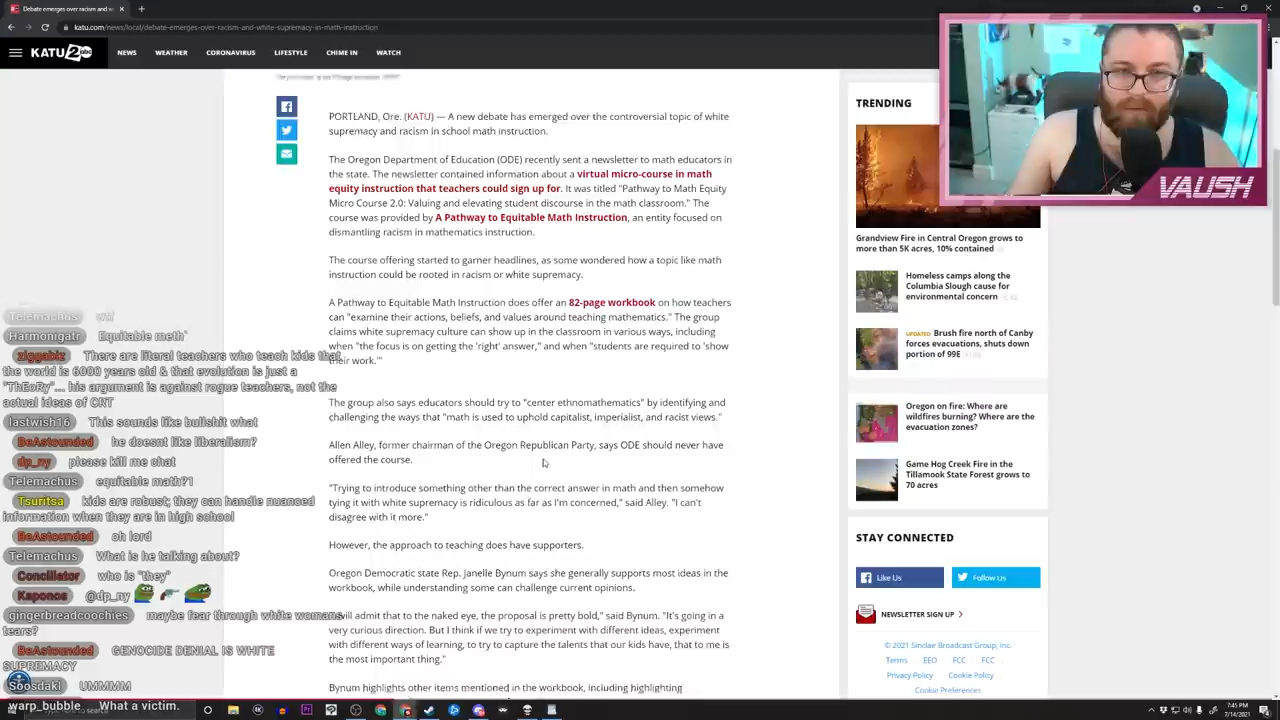 Debate emerges over racism and w
katu.com/news/local/debate-emerges-over-racism-and-white-supremacy-in-math-instruction
KATU 2 abc
NEWS
WEATHER
CORONAVIRUS
LIFESTYLE
CHIME IN
WATCH
PORTLAND, Ore. (KATU) — A new debate has emerged over the controversial topic of white
supremacy and racism in school math instruction.
The Oregon Department of Education (ODE) recently sent a newsletter to math educators in
the state. The newsletter contained information about a virtual micro-course in math
equity instruction that teachers could sign up for. It was titled "Pathway to Math Equity
Micro Course 2.0: Valuing and elevating student discourse in the math classroom." The
course was provided by A Pathway to Equitable Math Instruction, an entity focused on
dismantling racism in mathematics instruction.
The course offering started to garner headlines, as some wondered how a topic like math
instruction could be rooted in racism or white supremacy.
A Pathway to Equitable Math Instruction does offer an 82-page workbook on how teachers
can "examine their actions, beliefs, and values around teaching mathematics." The group
claims white supremacy culture can show up in the classroom in various ways, including
when "the focus is on getting the 'right' answer," and when "students are required to 'show
their work.'"
The group also says educators should try to "center ethnomathematics" by identifying and
challenging the ways that "math is used to uphold capitalist, imperialist, and racist views."
Allen Alley, former chairman of the Oregon Republican Party, says ODE should never have
offered the course.
"Trying to introduce something other than the correct answer in math and then somehow
tying it with white supremacy is ridiculous as far as I'm concerned," said Alley. "I can't
disagree with it more."
However, the approach to teaching does have supporters.
Oregon Democratic state Rep. Janelle Bynum says she generally supports most ideas in the
workbook, while understanding some can challenge current opinions.
will admit that to the naked eye, the proposal is pretty bold," said Bynum. "It's going in a
very curious direction. But I think if we try to experiment with different ideas, experiment
with different ways of learning, to try to capture the talents that our kids have, that to me is
the most important thing."
Bynum highlights other items mentioned in the workbook, including highlighting
TRENDING
Grandview Fire in Central Oregon grows to
more than 5K acres, 10% contained
Homeless camps along the
Columbia Slough cause for
environmental concern
UPDATED Brush fire north of Canby
forces evacuations, shuts down
portion of 99E
Oregon on fire: Where are
wildfires burning? Where are the
evacuation zones?
Game Hog Creek Fire in the
Tillamook State Forest grows to
70 acres
STAY CONNECTED
Like Us
Follow Us
NEWSLETTER SIGN UP
© 2021 Sinclair Broadcast Group, Inc.
Terms EEO FCC FCC
Privacy Policy Cookie Policy
Cookie Preferences
VAUSH
Telemachus
Harmonigatr Equitable meth'
ziggabiz There are literal teachers who teach kids that
the world is 6000 years old & that evolution is just a
"ThEoRy"... his argument is against rogue teachers, not the
actual ideas of CRT
lastwish16 This sounds like bullshit what
BeAstounded he doesnt like liberalism?
dp_ny please kill me chat
Telemachus equitable math?1
Tsuritsa kids are robust; they can handle nuanced
information when they are in high school
BeAstounded oh lord
Telemachus What is he talking about?
Concillator who is "they"
Kaponos @dp_ny
gingerbreadcoochies maybe fear through white womans
tears?
BeAstounded GENOCIDE DENIAL IS WHITE
SUPREMACY
Soosdaki UMMMM
warp_bubble What a victim.
7:45 PM
7/14/2021